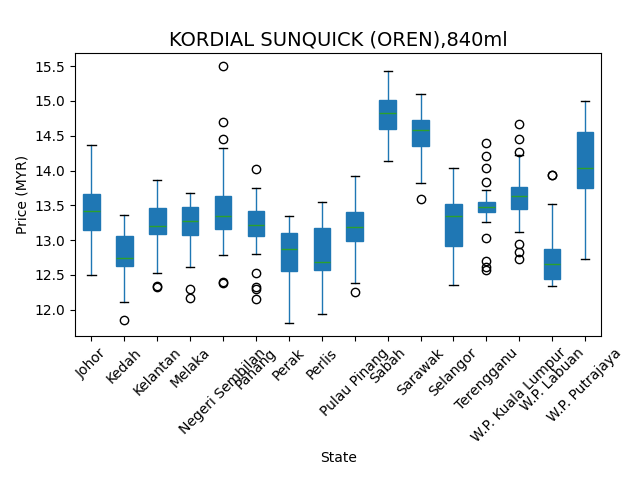 KORDIAL SUNQUICK (OREN),840ml
Price (MYR)
15.5
15.0
14.5
14.0
13.5
13.0
12.5
12.0
Johor
Kedah
Kelantan
Melaka
Negeri Sembilan
Pahang
Perak
Perlis
Pulau Pinang
Sabah
Sarawak
Selangor
Terengganu
W.P. Kuala Lumpur
W.P. Labuan
W.P. Putrajaya
State